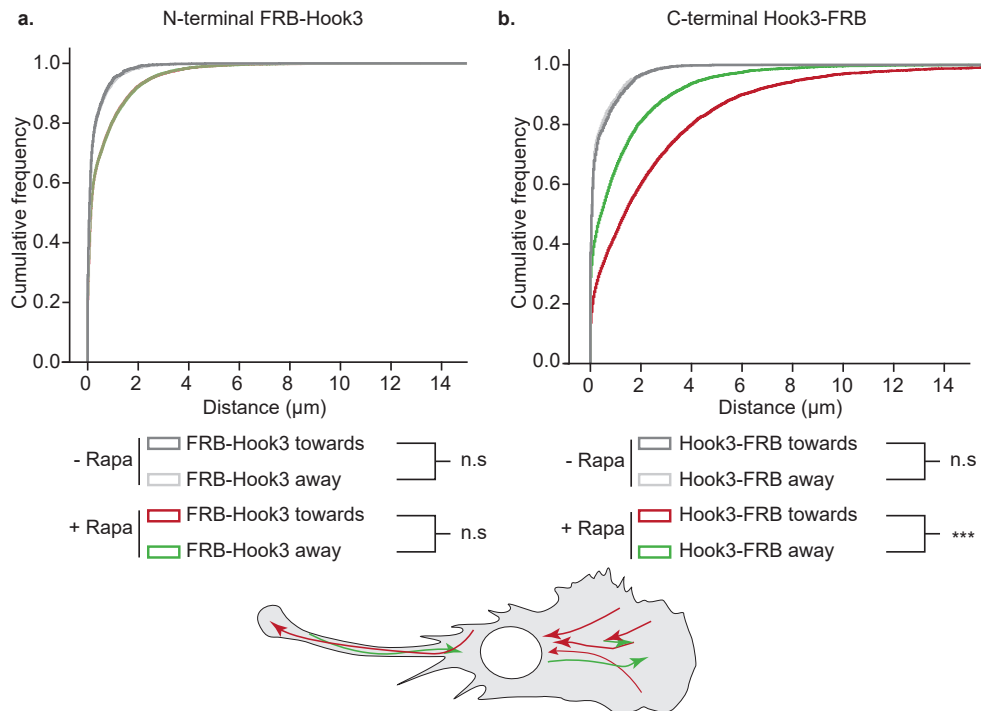 a.
N-terminal FRB-Hook3
Cumulative frequency
1.0
0.8
0.6
0.4
0.2
0.0
0 2 4 6 8 10 12 14
Distance (µm)
- Rapa
FRB-Hook3 towards
FRB-Hook3 away
n.s
+ Rapa
FRB-Hook3 towards
FRB-Hook3 away
n.s
b.
C-terminal Hook3-FRB
Cumulative frequency
1.0
0.8
0.6
0.4
0.2
0.0
0 2 4 6 8 10 12 14
Distance (µm)
- Rapa
Hook3-FRB towards
Hook3-FRB away
n.s
+ Rapa
Hook3-FRB towards
Hook3-FRB away
***